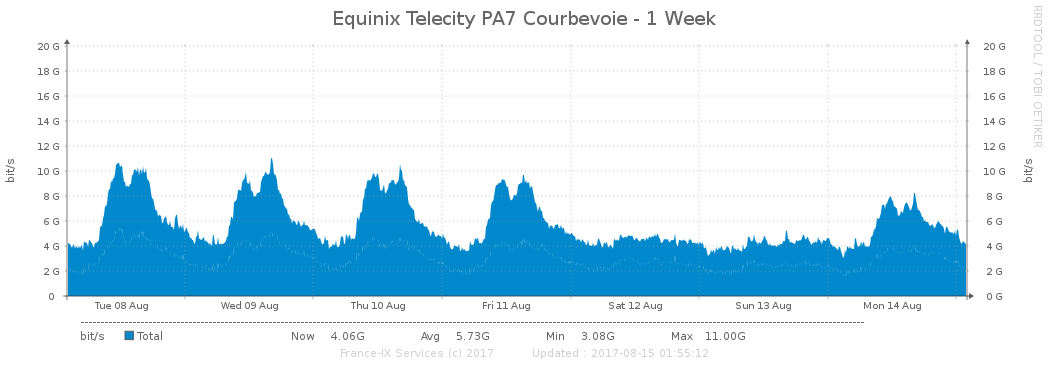 Equinix Telecity PA7 Courbevoie - 1 Week
RRDTOOL / TOBI OETIKER
bit/s
bit/s
20 G 20 G
18 G 18 G
16 G 16 G
14 G 14 G
12 G 12 G
10 G 10 G
8 G 8 G
6 G 6 G
4 G 4 G
2 G 2 G
0 0 G
Tue 08 Aug Wed 09 Aug Thu 10 Aug Fri 11 Aug Sat 12 Aug Sun 13 Aug Mon 14 Aug
bit/s Total Now 4.06G Avg 5.73G Min 3.08G Max 11.00G
France-IX Services (c) 2017 Updated : 2017-08-15 01:55:12